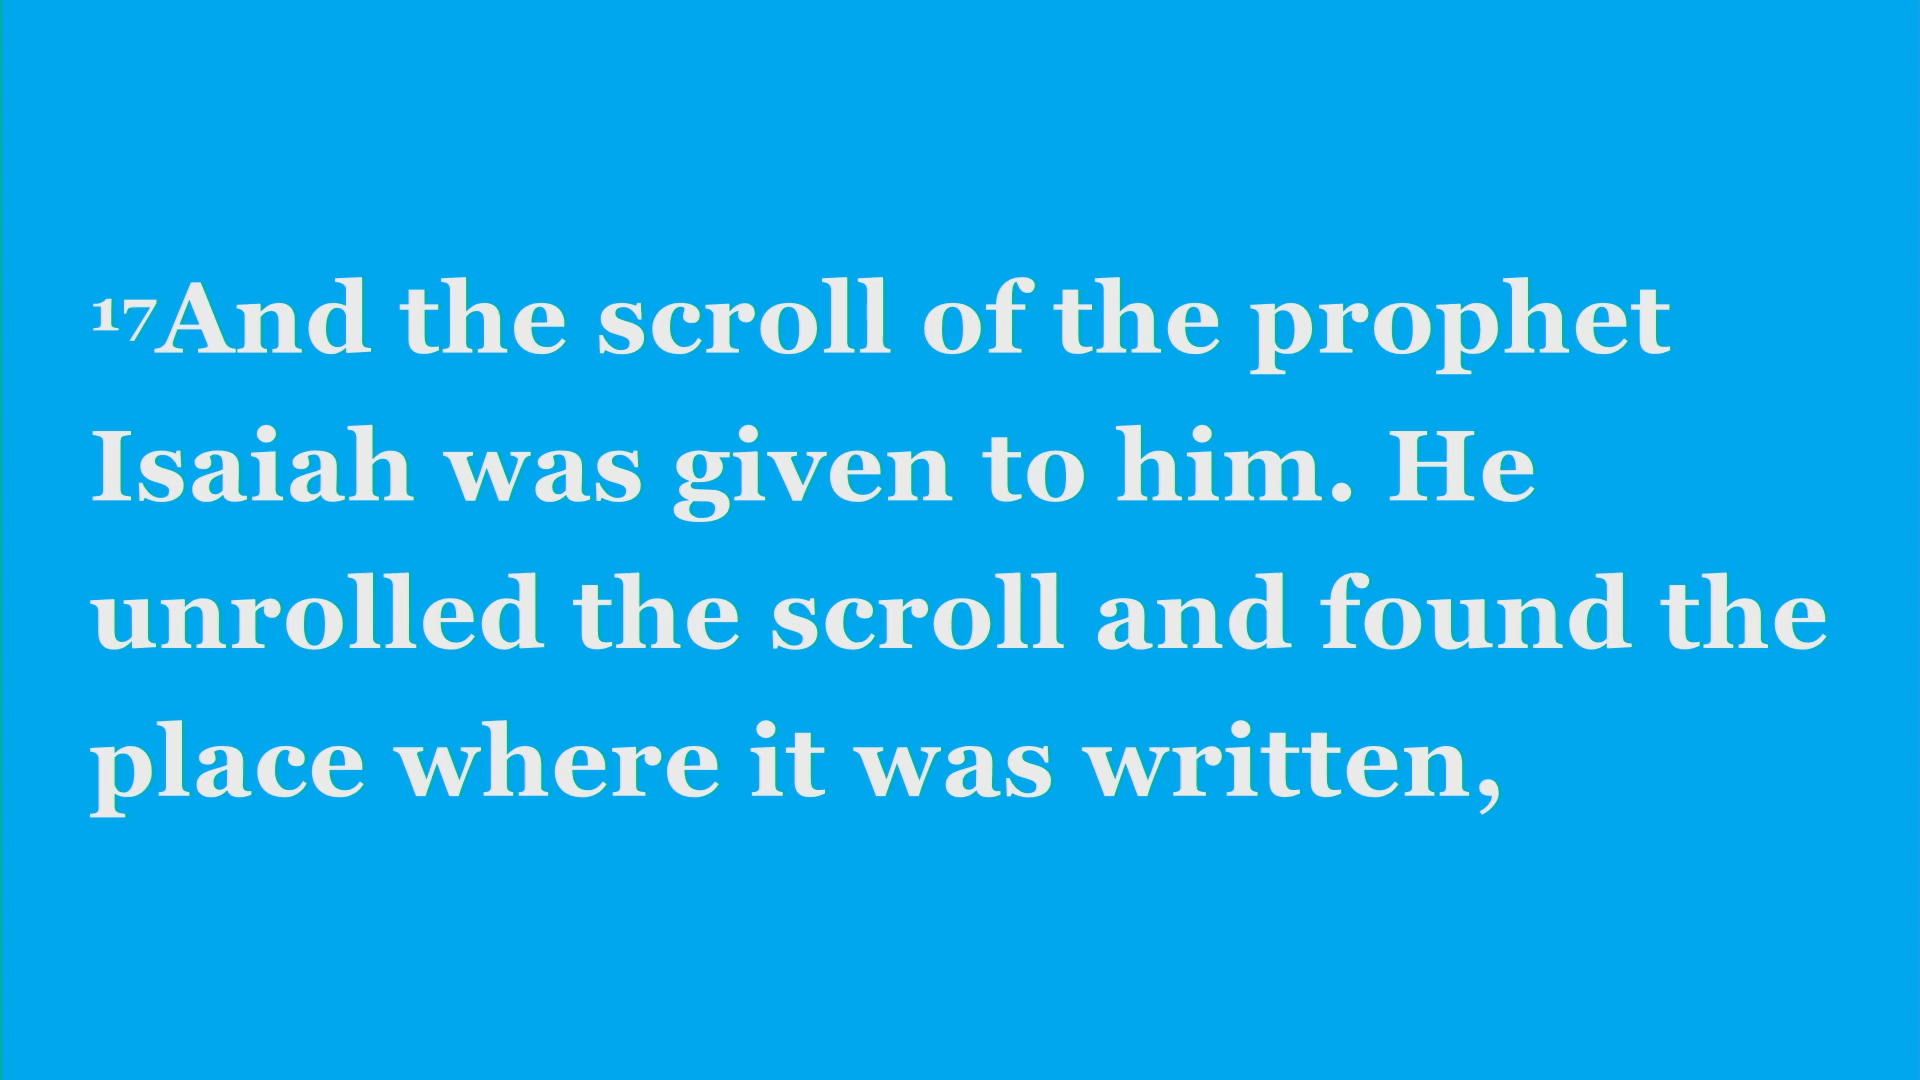 ¹⁷And the scroll of the prophet
Isaiah was given to him. He
unrolled the scroll and found the
place where it was written,